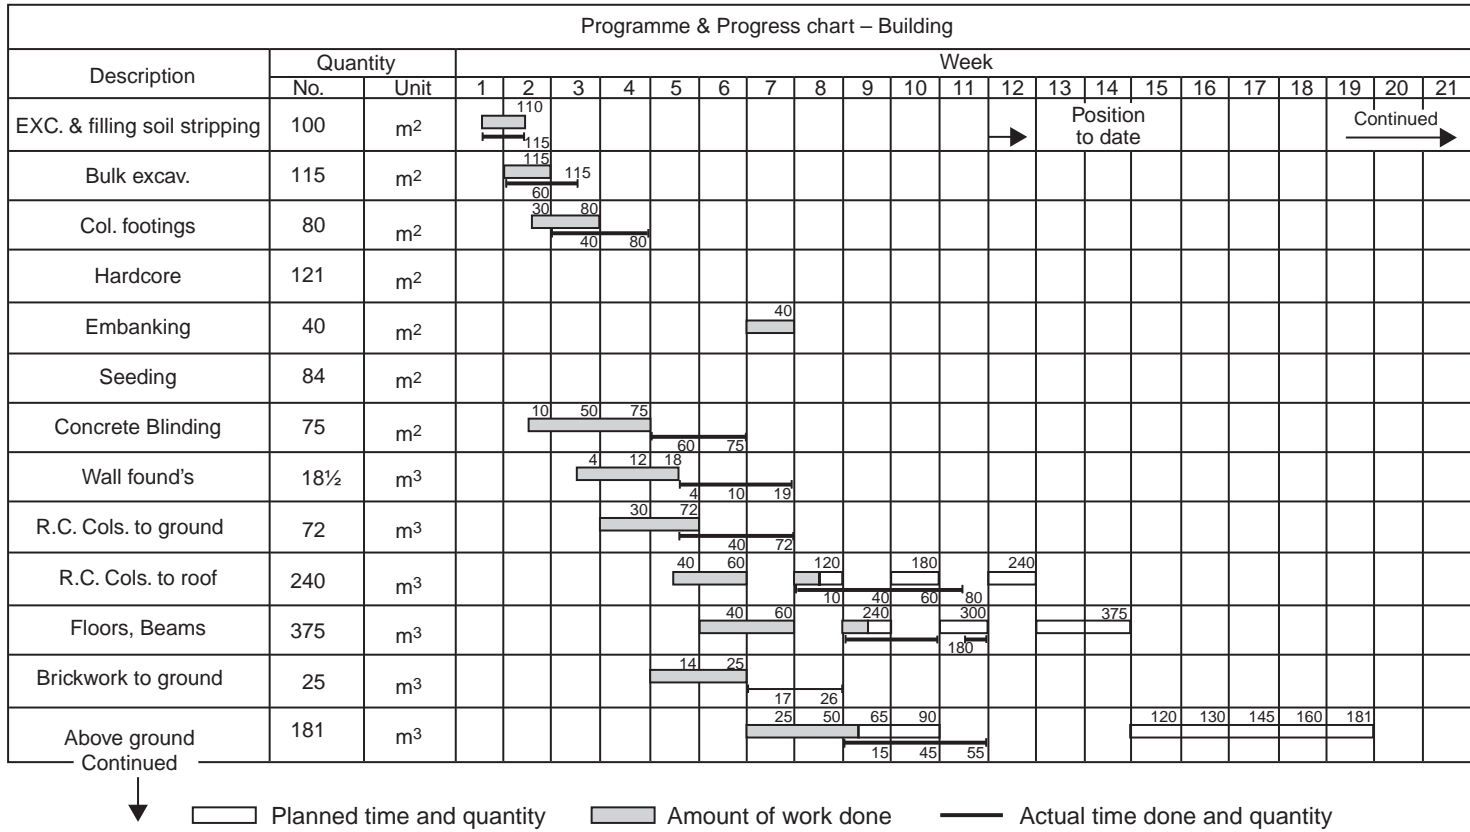 Programme & Progress chart – Building
Description
Quantity
Week
No.
Unit
1 2 3 4 5 6 7 8 9 10 11 12 13 14 15 16 17 18 19 20 21
EXC. & filling soil stripping 100 m2
110
115
Position
to date
Continued
Bulk excav. 115 m2
115
115
60
Col. footings 80 m2
30 80
40 80
Hardcore 121 m2
Embanking 40 m2
40
Seeding 84 m2
Concrete Blinding 75 m2
10 50 75
60 75
Wall found's 18½ m3
4 12 18
4 10 19
R.C. Cols. to ground 72 m3
30 72
40 72
R.C. Cols. to roof 240 m3
40 60 120 180 240
10 40 60 80
Floors, Beams 375 m3
40 60 240 300 375
180
Brickwork to ground 25 m3
14 25
17 26
Above ground 181 m3
25 50 65 90 120 130 145 160 181
15 45 55
Continued
Planned time and quantity
Amount of work done
Actual time done and quantity